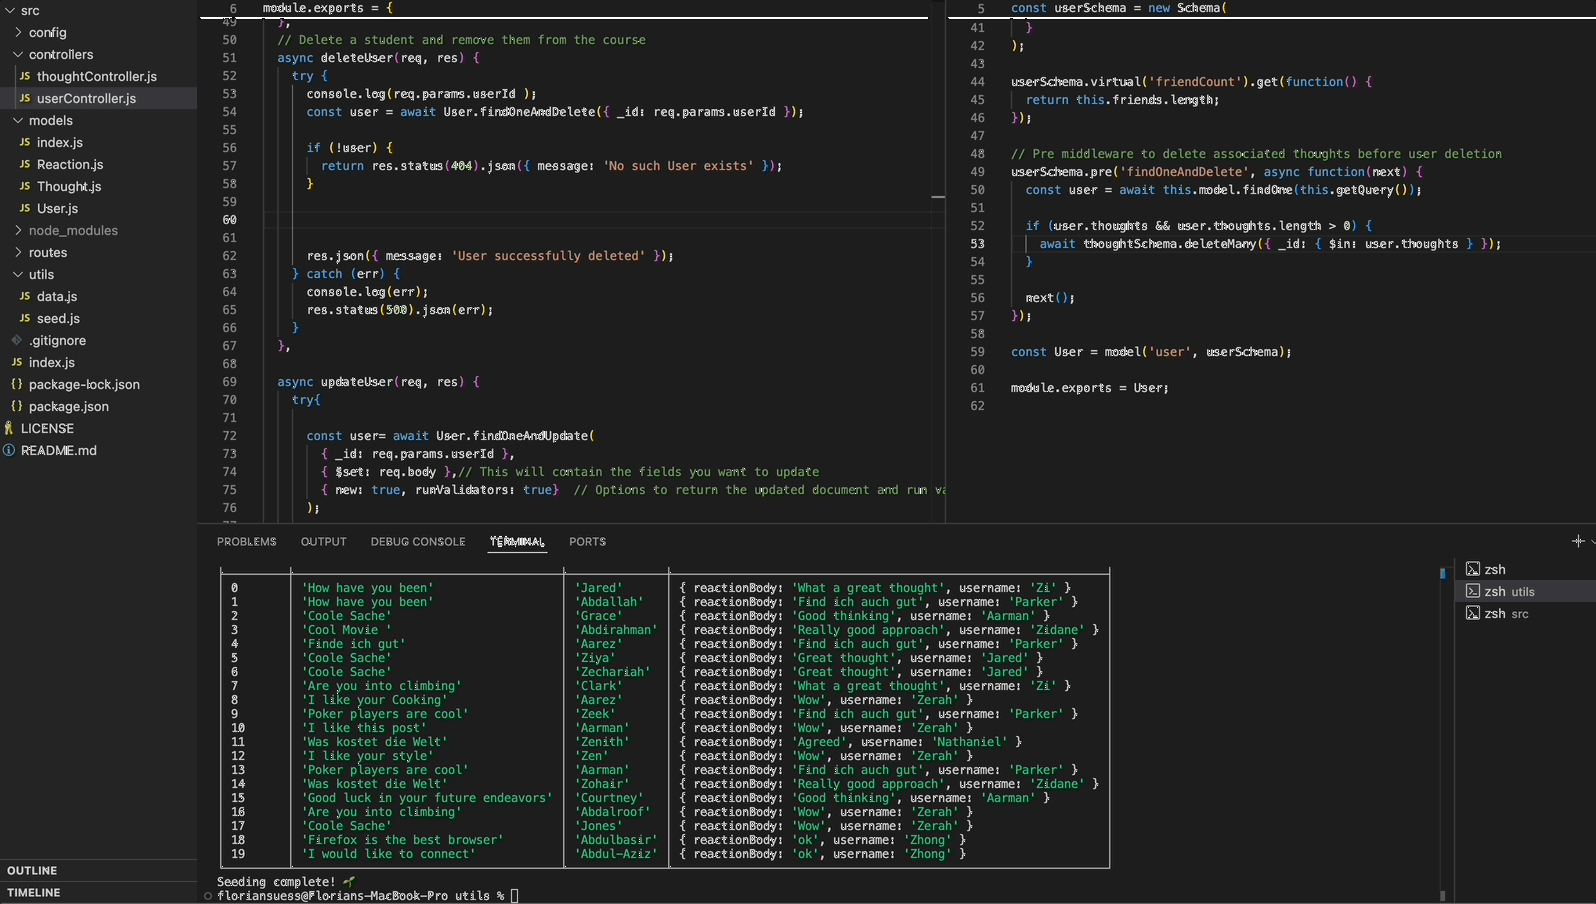 src
config
controllers
JS thoughtController.js
JS userController.js
models
JS index.js
JS Reaction.js
JS Thought.js
JS User.js
node_modules
routes
utils
JS data.js
JS seed.js
.gitignore
JS index.js
{} package-lock.json
{} package.json
LICENSE
README.md
OUTLINE
TIMELINE
6 module.exports = {
49 },
50 // Delete a student and remove them from the course
51 async deleteUser(req, res) {
52 try {
53 console.log(req.params.userId );
54 const user = await User.findOneAndDelete({ _id: req.params.userId });
55
56 if (!user) {
57 return res.status(404).json({ message: 'No such User exists' });
58 }
59
60
61
62 res.json({ message: 'User successfully deleted' });
63 } catch (err) {
64 console.log(err);
65 res.status(500).json(err);
66 }
67 },
68
69 async updateUser(req, res) {
70 try{
71
72 const user= await User.findOneAndUpdate(
73 { _id: req.params.userId },
74 { $set: req.body },// This will contain the fields you want to update
75 { new: true, runValidators: true} // Options to return the updated document and run va
76 );
5 const userSchema = new Schema(
41 }
42 );
43
44 userSchema.virtual('friendCount').get(function() {
45 return this.friends.length;
46 });
47
48 // Pre middleware to delete associated thoughts before user deletion
49 userSchema.pre('findOneAndDelete', async function(next) {
50 const user = await this.model.findOne(this.getQuery());
51
52 if (user.thoughts && user.thoughts.length > 0) {
53 await thoughtSchema.deleteMany({ _id: { $in: user.thoughts } });
54 }
55
56 next();
57 });
58
59 const User = model('user', userSchema);
60
61 module.exports = User;
62
PROBLEMS OUTPUT DEBUG CONSOLE TERMINAL PORTS
0 'How have you been' 'Jared' { reactionBody: 'What a great thought', username: 'Zi' }
1 'How have you been' 'Abdallah' { reactionBody: 'Find ich auch gut', username: 'Parker' }
2 'Coole Sache' 'Grace' { reactionBody: 'Good thinking', username: 'Aarman' }
3 'Cool Movie ' 'Abdirahman' { reactionBody: 'Really good approach', username: 'Zidane' }
4 'Finde ich gut' 'Aarez' { reactionBody: 'Find ich auch gut', username: 'Parker' }
5 'Coole Sache' 'Ziya' { reactionBody: 'Great thought', username: 'Jared' }
6 'Coole Sache' 'Zechariah' { reactionBody: 'Great thought', username: 'Jared' }
7 'Are you into climbing' 'Clark' { reactionBody: 'What a great thought', username: 'Zi' }
8 'I like your Cooking' 'Aarez' { reactionBody: 'Wow', username: 'Zerah' }
9 'Poker players are cool' 'Zeek' { reactionBody: 'Find ich auch gut', username: 'Parker' }
10 'I like this post' 'Aarman' { reactionBody: 'Wow', username: 'Zerah' }
11 'Was kostet die Welt' 'Zenith' { reactionBody: 'Agreed', username: 'Nathaniel' }
12 'I like your style' 'Zen' { reactionBody: 'Wow', username: 'Zerah' }
13 'Poker players are cool' 'Aarman' { reactionBody: 'Find ich auch gut', username: 'Parker' }
14 'Was kostet die Welt' 'Zohair' { reactionBody: 'Really good approach', username: 'Zidane' }
15 'Good luck in your future endeavors' 'Courtney' { reactionBody: 'Good thinking', username: 'Aarman' }
16 'Are you into climbing' 'Abdalroof' { reactionBody: 'Wow', username: 'Zerah' }
17 'Coole Sache' 'Jones' { reactionBody: 'Wow', username: 'Zerah' }
18 'Firefox is the best browser' 'Abdulbasir' { reactionBody: 'ok', username: 'Zhong' }
19 'I would like to connect' 'Abdul-Aziz' { reactionBody: 'ok', username: 'Zhong' }
Seeding complete! 🌱
floriansuess@Florians-MacBook-Pro utils %
zsh
zsh utils
zsh src